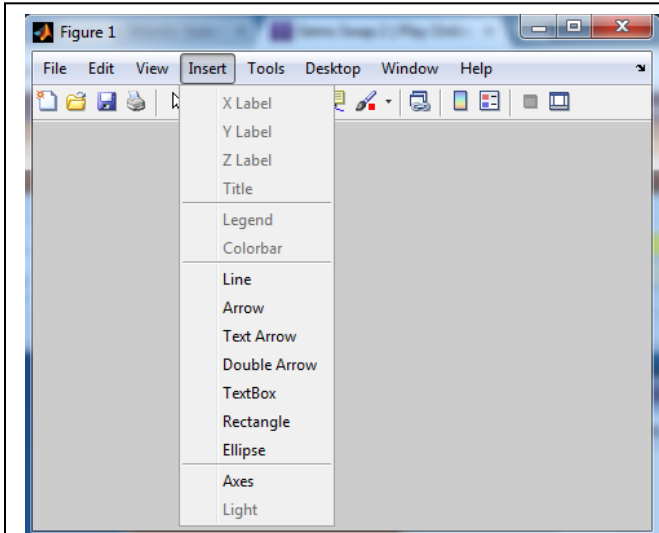 Figure 1
File Edit View Insert Tools Desktop Window Help
X Label
Y Label
Z Label
Title
Legend
Colorbar
Line
Arrow
Text Arrow
Double Arrow
TextBox
Rectangle
Ellipse
Axes
Light